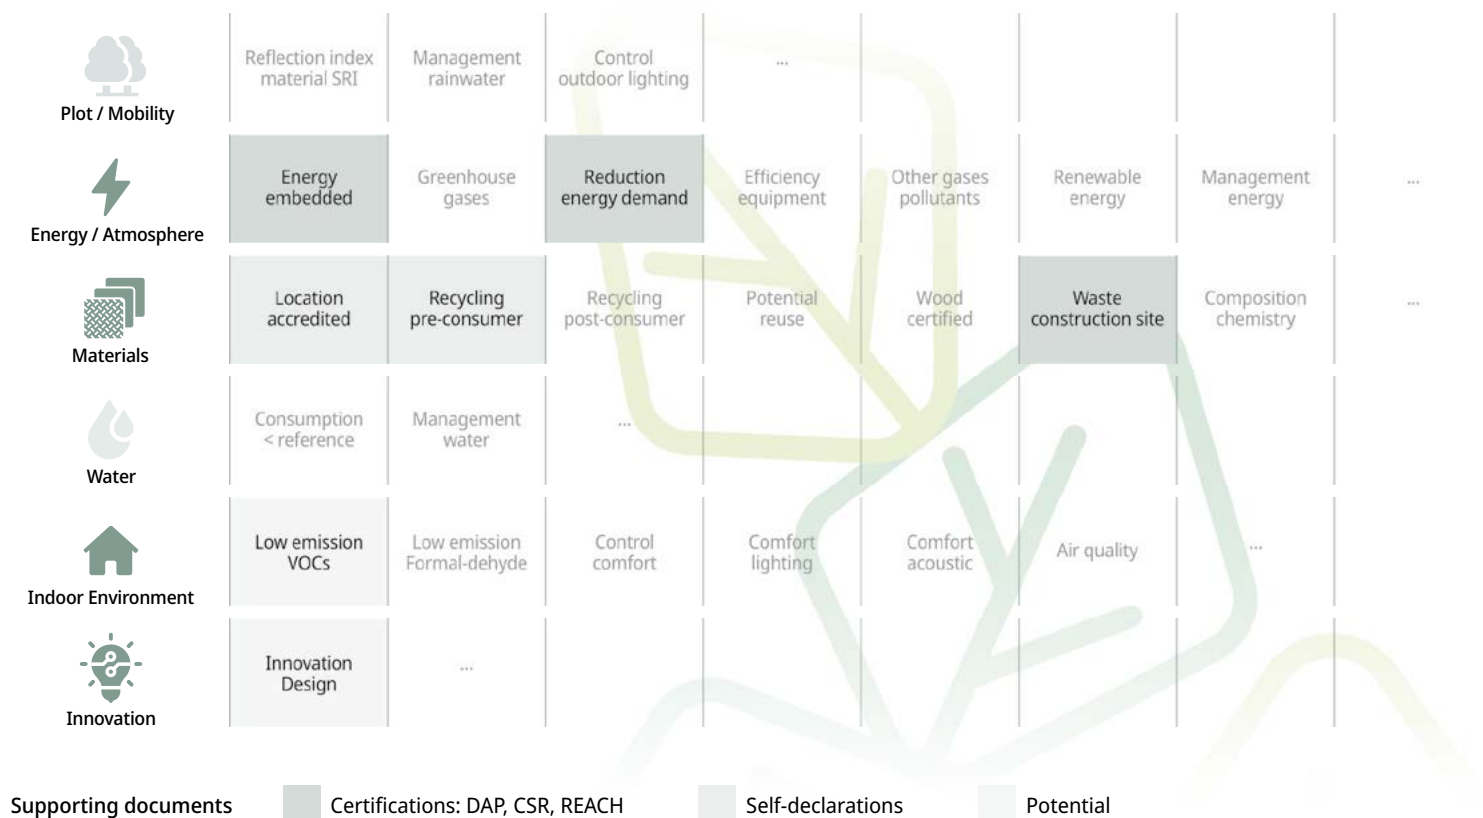 Reflection index
material SRI
Management
rainwater
Control
outdoor lighting
...
Plot / Mobility
Energy
embedded
Greenhouse
gases
Reduction
energy demand
Efficiency
equipment
Other gases
pollutants
Renewable
energy
Management
energy
...
Energy / Atmosphere
Location
accredited
Recycling
pre-consumer
Recycling
post-consumer
Potential
reuse
Wood
certified
Waste
construction site
Composition
chemistry
...
Materials
Consumption
< reference
Management
water
...
Water
Low emission
VOCs
Low emission
Formal-dehyde
Control
comfort
Comfort
lighting
Comfort
acoustic
Air quality
...
Indoor Environment
Innovation
Design
...
Innovation
Supporting documents
Certifications: DAP, CSR, REACH
Self-declarations
Potential